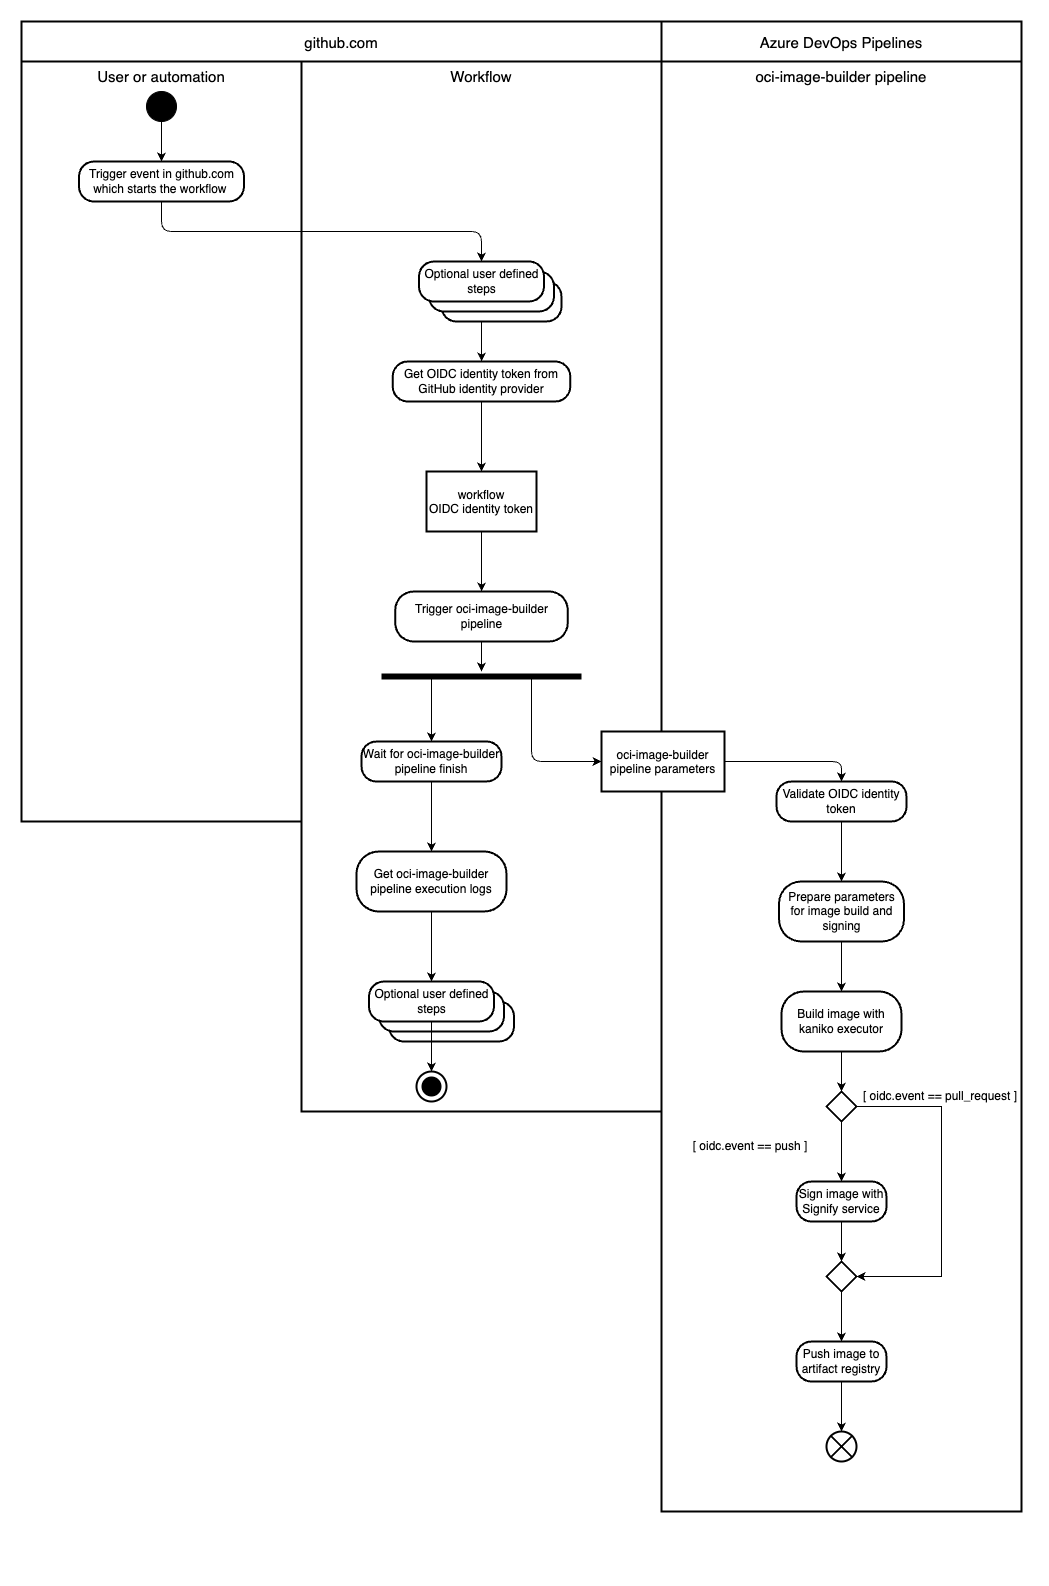 github.com
Azure DevOps Pipelines
User or automation
Workflow
oci-image-builder pipeline
Trigger event in github.com
which starts the workflow
Optional user defined
steps
Get OIDC identity token from
GitHub identity provider
workflow
OIDC identity token
Trigger oci-image-builder
pipeline
Wait for oci-image-builder
pipeline finish
oci-image-builder
pipeline parameters
Validate OIDC identity
token
Get oci-image-builder
pipeline execution logs
Prepare parameters
for image build and
signing
Optional user defined
steps
Build image with
kaniko executor
[ oidc.event == pull_request ]
[ oidc.event == push ]
Sign image with
Signify service
Push image to
artifact registry